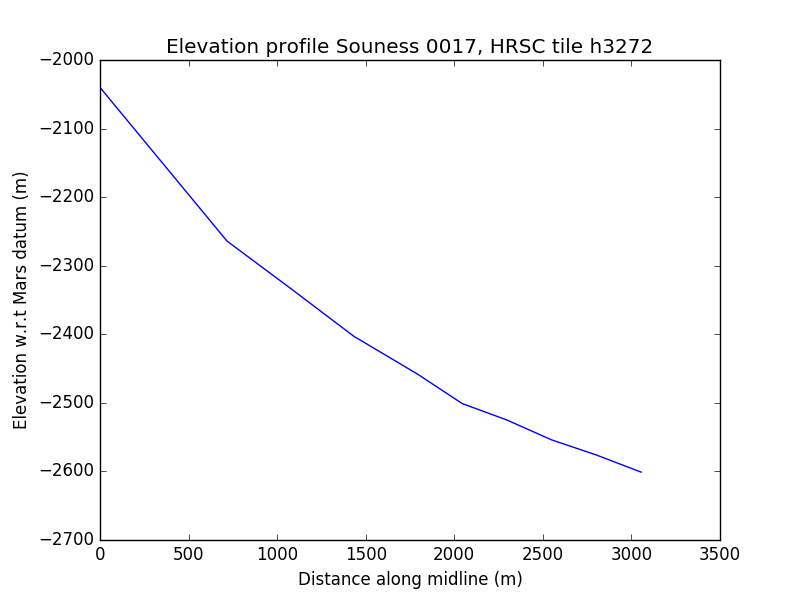 Elevation profile Souness 0017, HRSC tile h3272
−2000
−2100
−2200
−2300
−2400
−2500
−2600
−2700
Elevation w.r.t Mars datum (m)
0 500 1000 1500 2000 2500 3000 3500
Distance along midline (m)